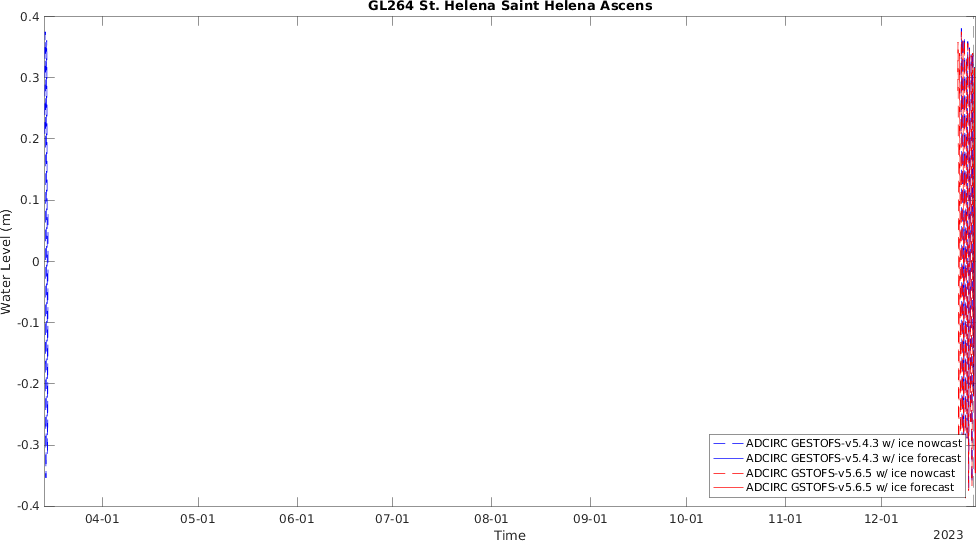 GL264 St. Helena Saint Helena Ascens
0.4
0.3
0.2
0.1
0
-0.1
-0.2
-0.3
-0.4
Water Level (m)
ADCIRC GESTOFS-v5.4.3 w/ ice nowcast
ADCIRC GESTOFS-v5.4.3 w/ ice forecast
ADCIRC GSTOFS-v5.6.5 w/ ice nowcast
ADCIRC GSTOFS-v5.6.5 w/ ice forecast
04-01 05-01 06-01 07-01 08-01 09-01 10-01 11-01 12-01
Time
2023